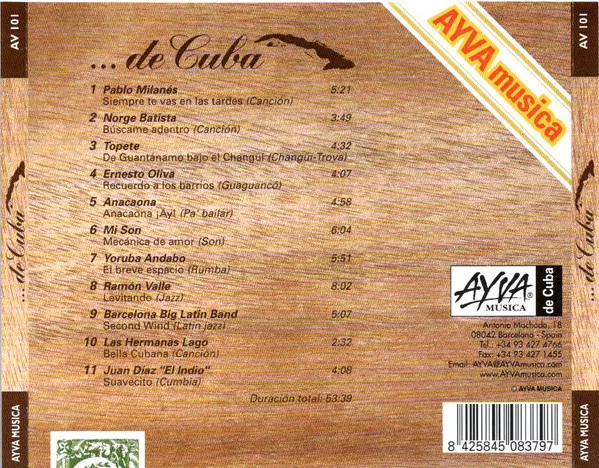 AV 101
... de Cuba
AYVA MUSICA
AYVA musica
... de Cuba
1 Pablo Milanés 5:21
Siempre te vas en las tardes (Canción)
2 Norge Batista 3:49
Búscame adentro (Canción)
3 Topete 4:32
De Guantánamo bajo el Changüí (Changüi-Trova)
4 Ernesto Oliva 4:07
Recuerdo a los barrios (Guaguancó)
5 Anacaona 4:58
Anacaona ¡Ay! (Pa' bailar)
6 Mi Son 6:04
Mecánica de amor (Son)
7 Yoruba Andabo 5:51
El breve espacio (Rumba)
8 Ramón Valle 8:02
Levitando (Jazz)
9 Barcelona Big Latin Band 5:07
Second Wind (Latin jazz)
10 Las Hermanas Lago 2:32
Bella Cubana (Canción)
11 Juan Díaz "El Indio" 4:08
Suavecito (Cumbia)
Duración total: 53:39
AYVA ®
MÚSICA
de Cuba
Antonio Machado, 18
08042 Barcelona - Spain
Tel.: +34 93 427 4766
Fax: +34 93 427 1455
Email: AYVA@AYVAmusica.com
www.AYVAmusica.com
© AYVA MUSICA
8 425845 083797
AV 101
... de Cuba
AYVA MUSICA